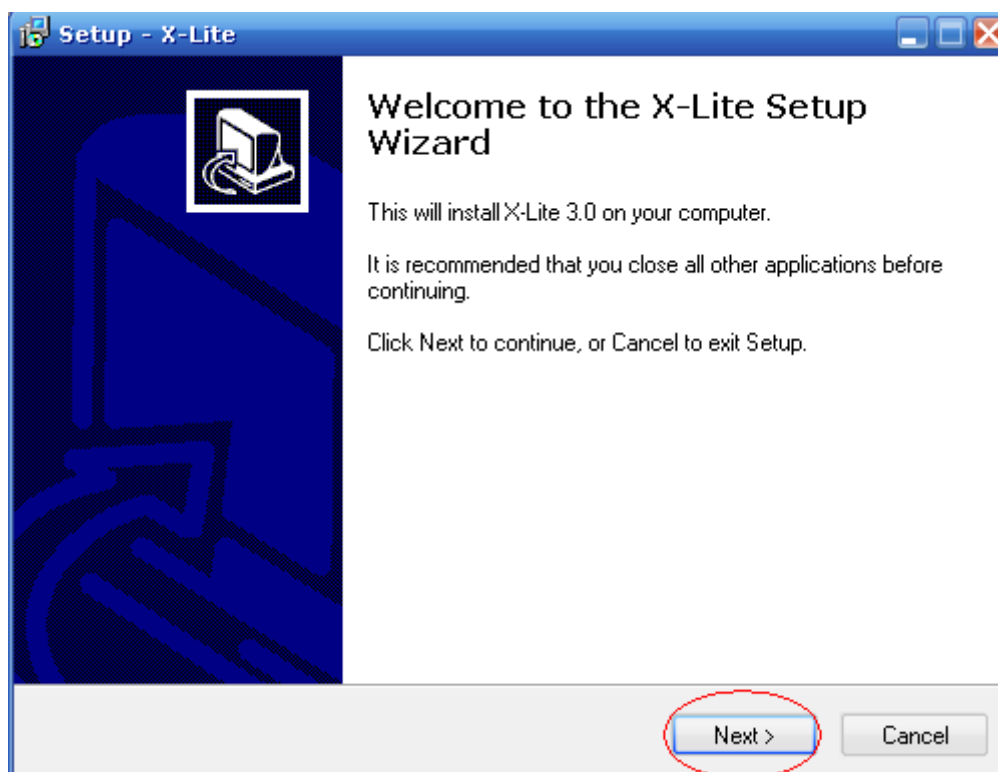 Setup - X-Lite
Welcome to the X-Lite Setup
Wizard
This will install X-Lite 3.0 on your computer.
It is recommended that you close all other applications before
continuing.
Click Next to continue, or Cancel to exit Setup.
Next >
Cancel